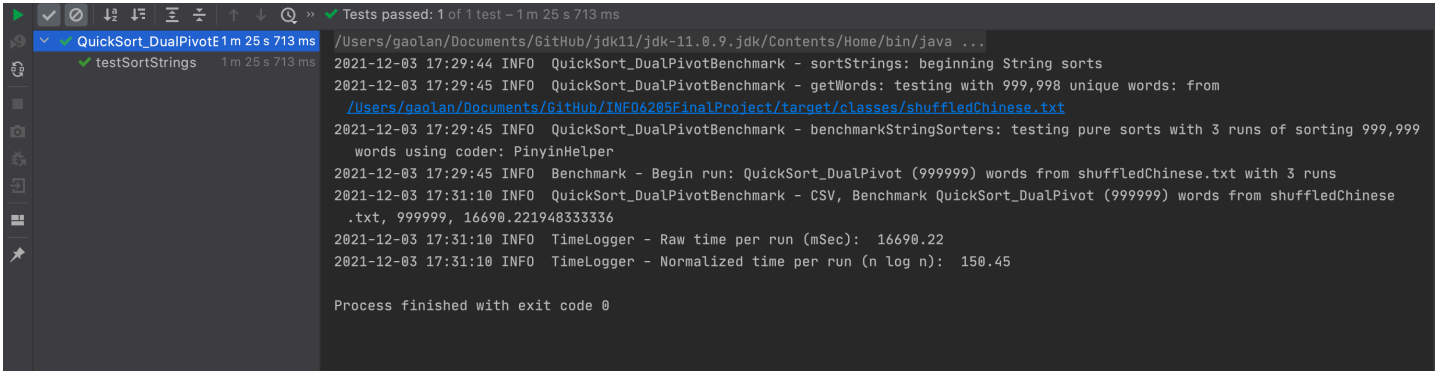 Tests passed: 1 of 1 test – 1 m 25 s 713 ms
QuickSort_DualPivotE 1 m 25 s 713 ms
testSortStrings 1 m 25 s 713 ms
/Users/gaolan/Documents/GitHub/jdk11/jdk-11.0.9.jdk/Contents/Home/bin/java ...
2021-12-03 17:29:44 INFO  QuickSort_DualPivotBenchmark - sortStrings: beginning String sorts
2021-12-03 17:29:45 INFO  QuickSort_DualPivotBenchmark - getWords: testing with 999,998 unique words: from
/Users/gaolan/Documents/GitHub/INFO6205FinalProject/target/classes/shuffledChinese.txt
2021-12-03 17:29:45 INFO  QuickSort_DualPivotBenchmark - benchmarkStringSorters: testing pure sorts with 3 runs of sorting 999,999
words using coder: PinyinHelper
2021-12-03 17:29:45 INFO  Benchmark - Begin run: QuickSort_DualPivot (999999) words from shuffledChinese.txt with 3 runs
2021-12-03 17:31:10 INFO  QuickSort_DualPivotBenchmark - CSV, Benchmark QuickSort_DualPivot (999999) words from shuffledChinese
.txt, 999999, 16690.221948333336
2021-12-03 17:31:10 INFO  TimeLogger - Raw time per run (mSec):  16690.22
2021-12-03 17:31:10 INFO  TimeLogger - Normalized time per run (n log n):  150.45
Process finished with exit code 0